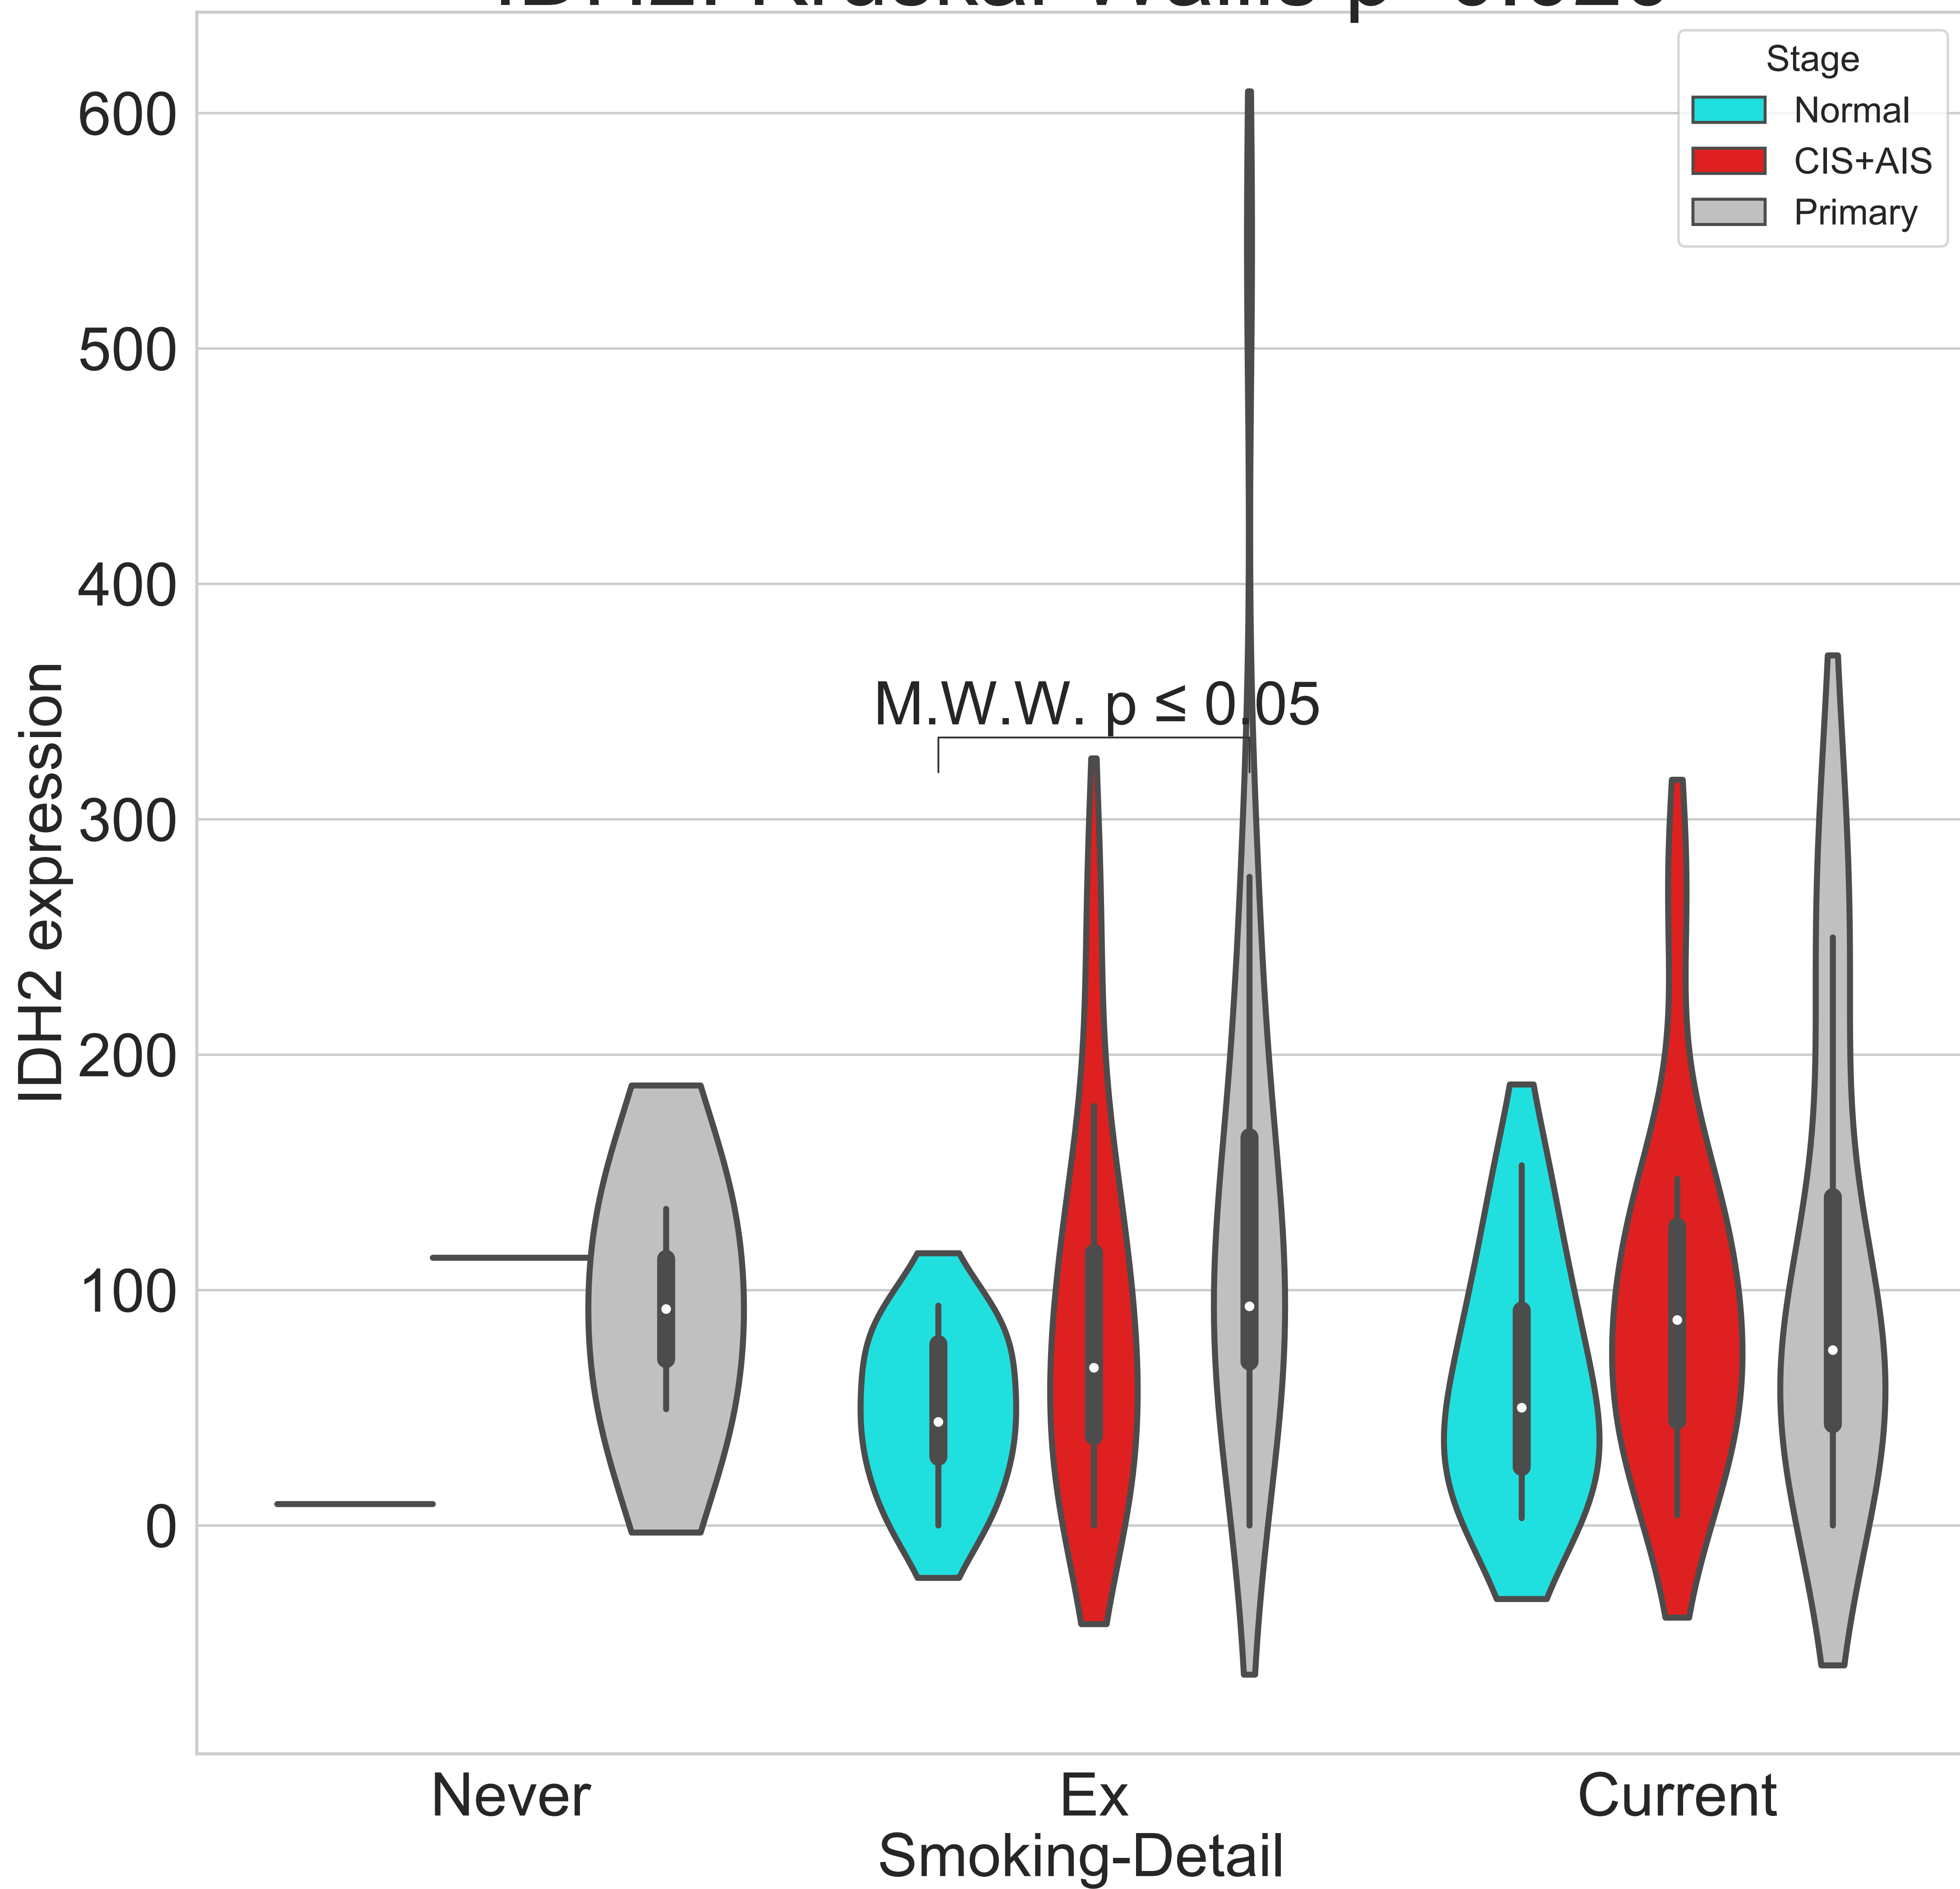 Stage
Normal
CIS+AIS
Primary
600
500
400
300
200
100
0
IDH2 expression
M.W.W. p ≤ 0.05
Never
Ex
Current
Smoking-Detail